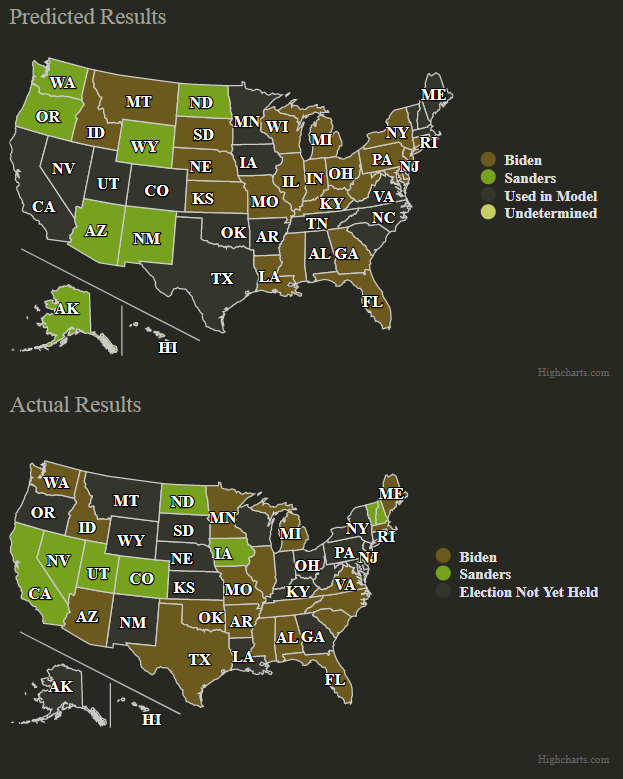 Predicted Results
WA
MT
ND
ME
OR
ID
MN
WI
SD
MI
NY
WY
RI
NV
NE
IA
PA
NJ
UT
CO
IL
IN
OH
CA
KS
MO
KY
VA
AZ
NM
OK
AR
TN
NC
TX
LA
AL
GA
FL
AK
HI
Biden
Sanders
Used in Model
Undetermined
Highcharts.com
Actual Results
WA
MT
ND
ME
OR
ID
MN
SD
MI
NY
WY
RI
NV
NE
IA
PA
NJ
UT
CO
OH
CA
KS
MO
KY
VA
AZ
NM
OK
AR
TX
LA
AL
GA
FL
AK
HI
Biden
Sanders
Election Not Yet Held
Highcharts.com